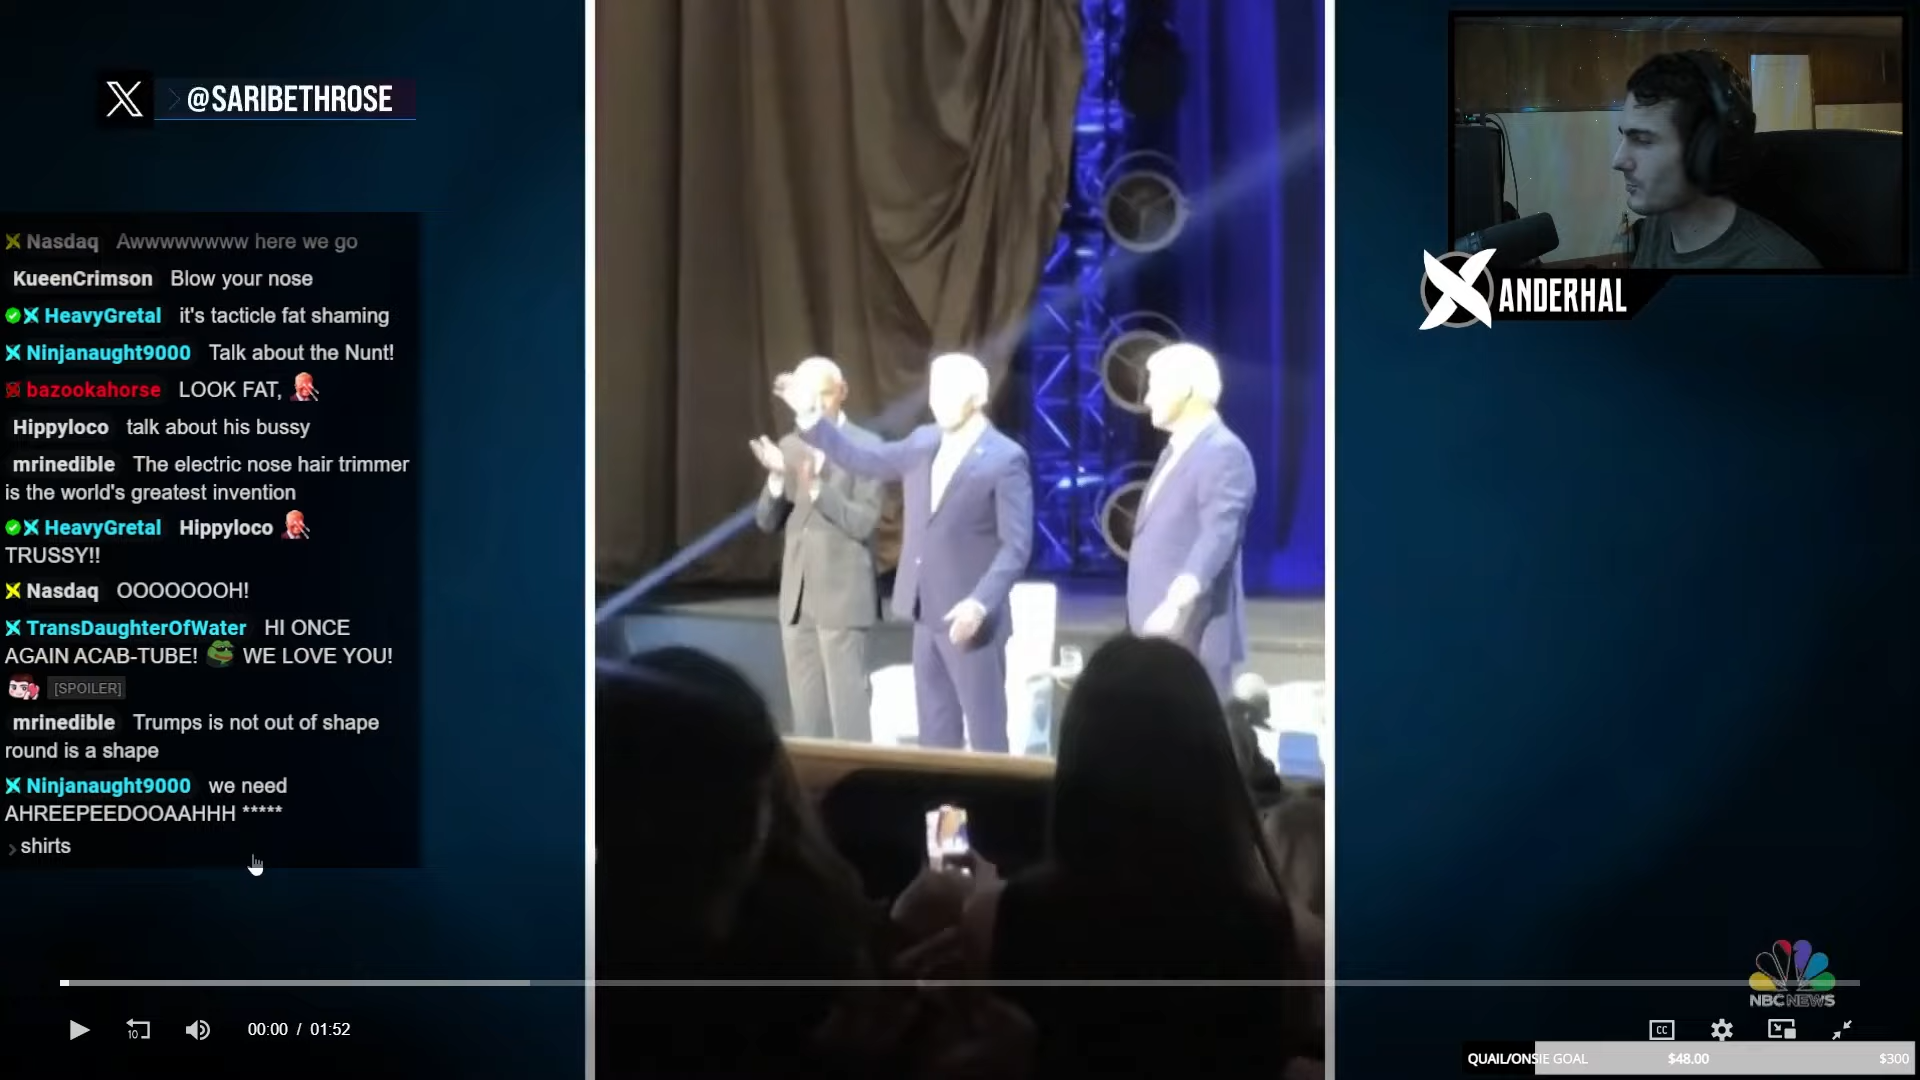 @SARIBETHROSE
Nasdaq Awwwwwwww here we go
KueenCrimson Blow your nose
HeavyGretal it's tacticle fat shaming
Ninjanaught9000 Talk about the Nunt!
bazookahorse LOOK FAT,
Hippyloco talk about his bussy
mrinedible The electric nose hair trimmer
is the world's greatest invention
HeavyGretal Hippyloco
TRUSSY!!
Nasdaq OOOOOOOH!
TransDaughterOfWater HI ONCE
AGAIN ACAB-TUBE! WE LOVE YOU!
[SPOILER]
mrinedible Trumps is not out of shape
round is a shape
Ninjanaught9000 we need
AHREEPEEDOOAAHHH *****
shirts
ANDERHAL
NBC NEWS
10
00:00 / 01:52
CC
QUAIL/ONSIE GOAL $48.00 $300